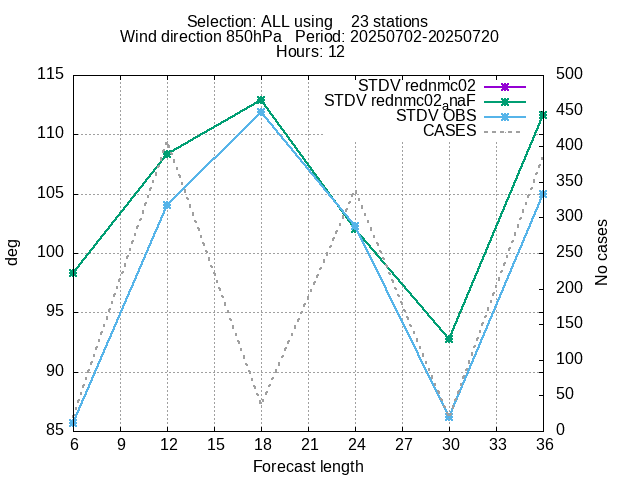 Selection: ALL using    23 stations
Wind direction 850hPa   Period: 20250702-20250720
Hours: 12
115
110
105
100
95
90
85
deg
500
450
400
350
300
250
200
150
100
50
0
No cases
STDV rednmc02
STDV rednmc02_anaF
STDV OBS
CASES
6 9 12 15 18 21 24 27 30 33 36
Forecast length